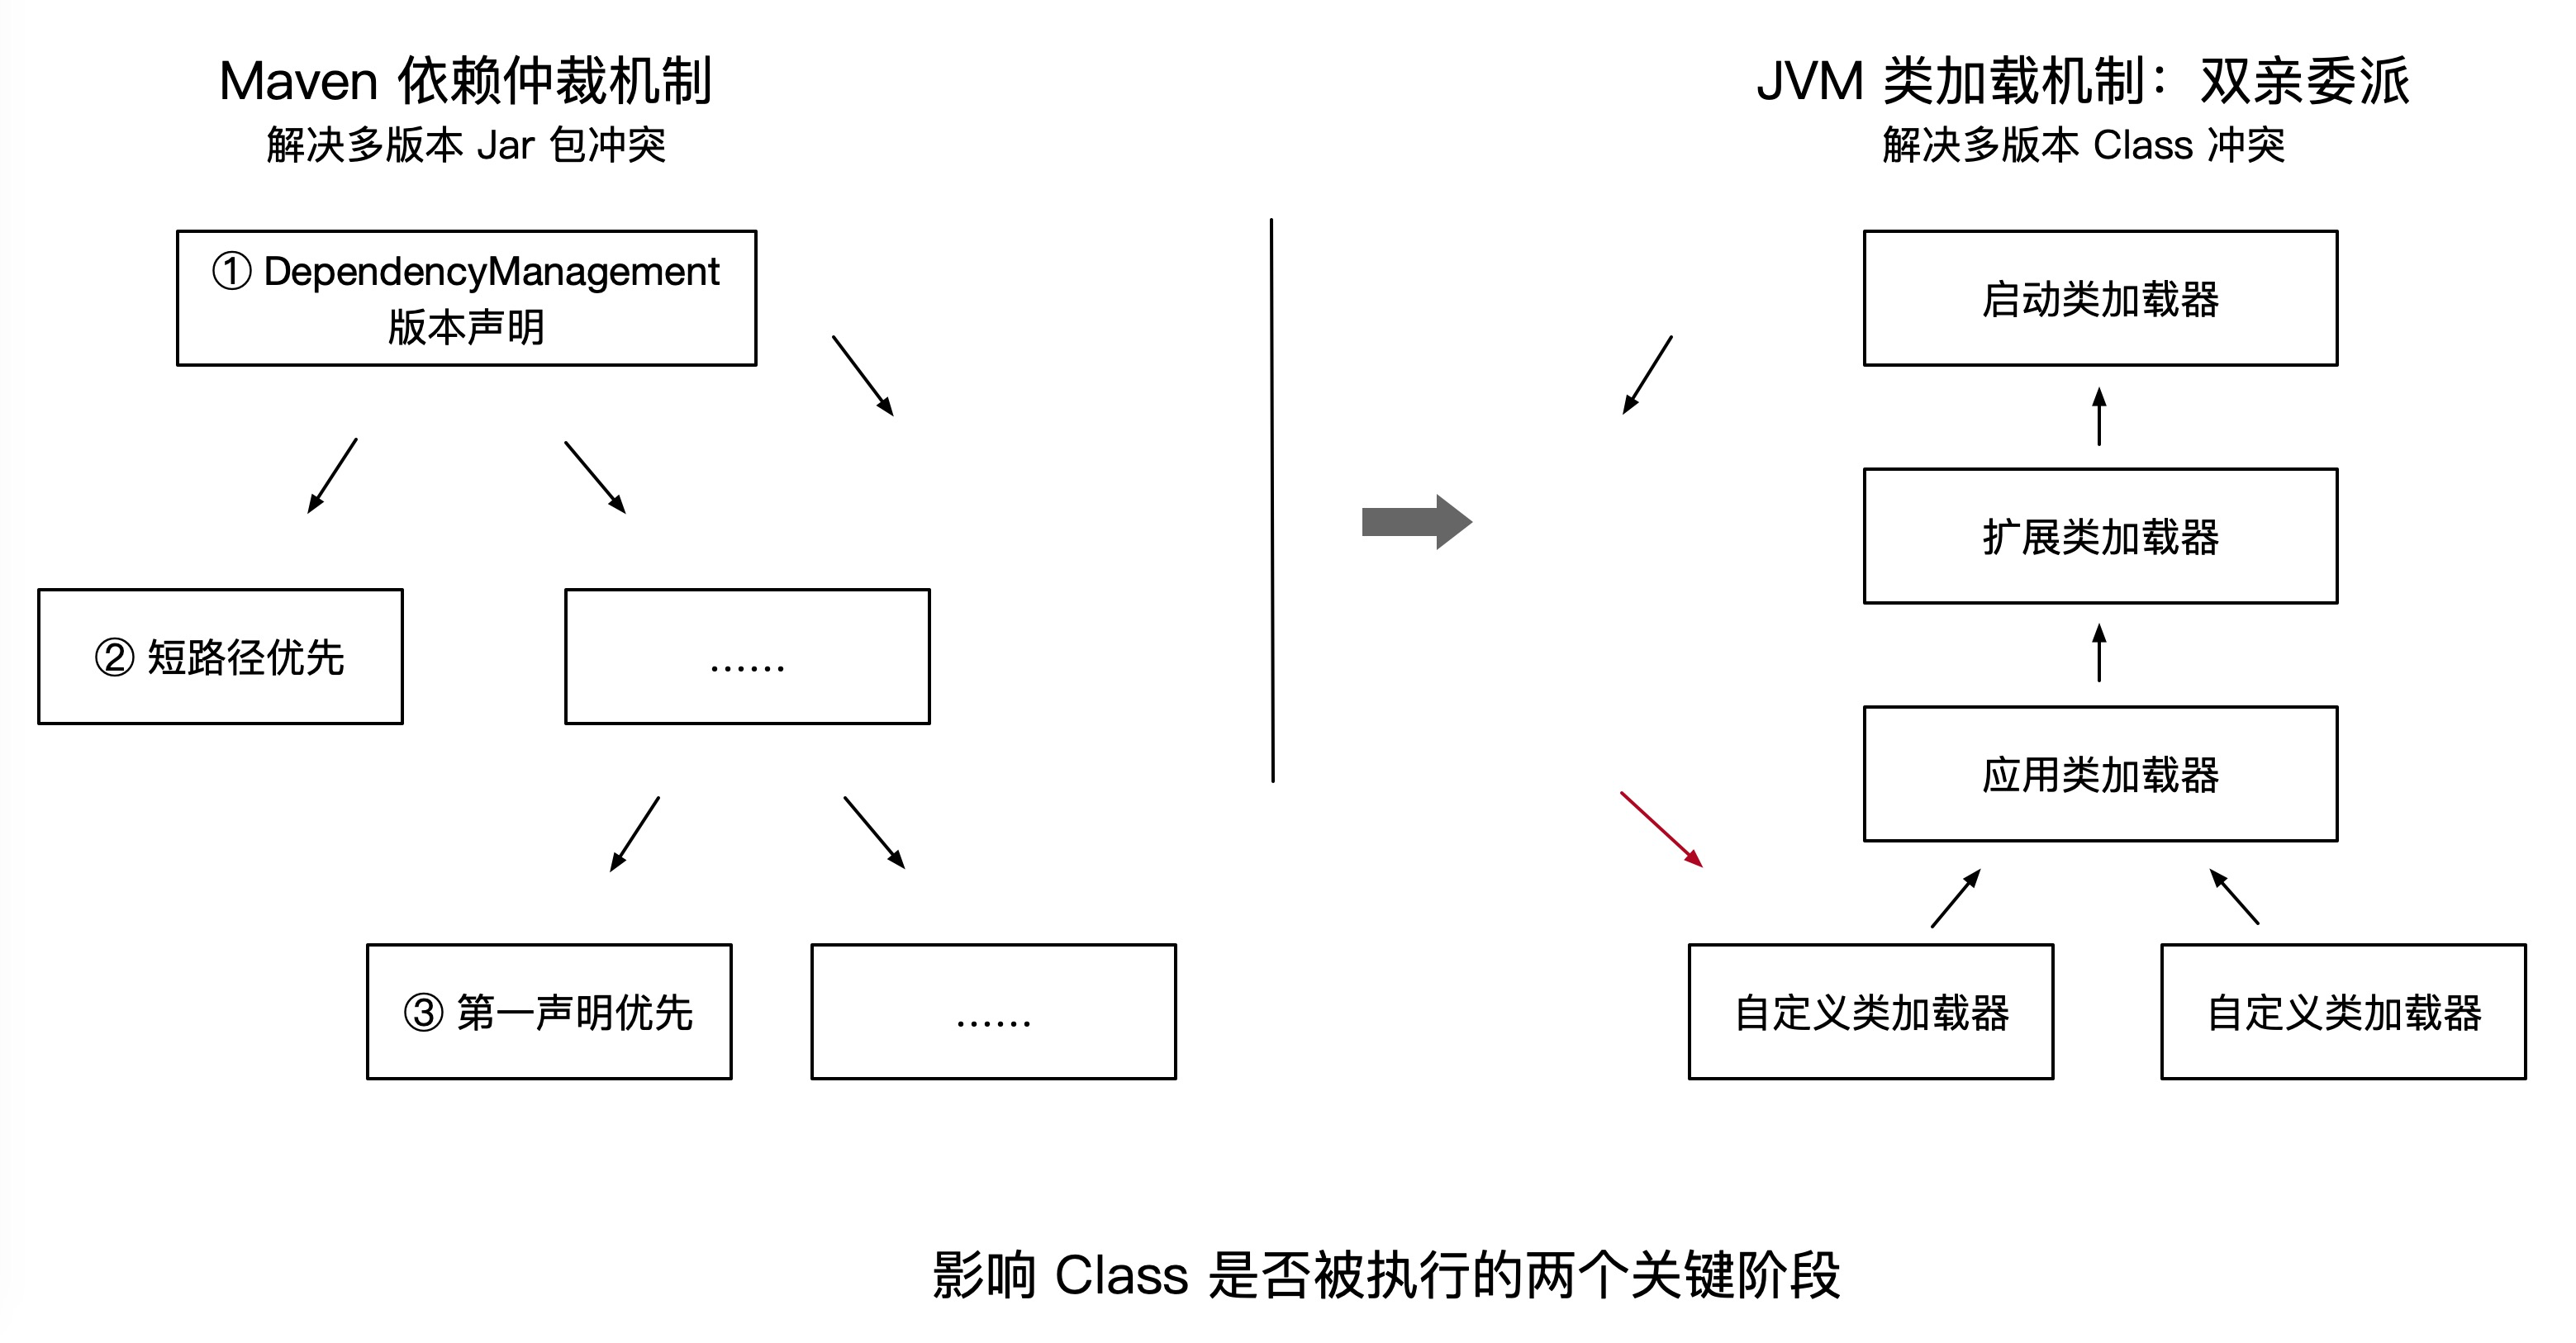 Maven 依赖仲裁机制
解决多版本 Jar 包冲突
① DependencyManagement
版本声明
② 短路径优先
……
③ 第一声明优先
……
JVM 类加载机制：双亲委派
解决多版本 Class 冲突
启动类加载器
扩展类加载器
应用类加载器
自定义类加载器
自定义类加载器
影响 Class 是否被执行的两个关键阶段